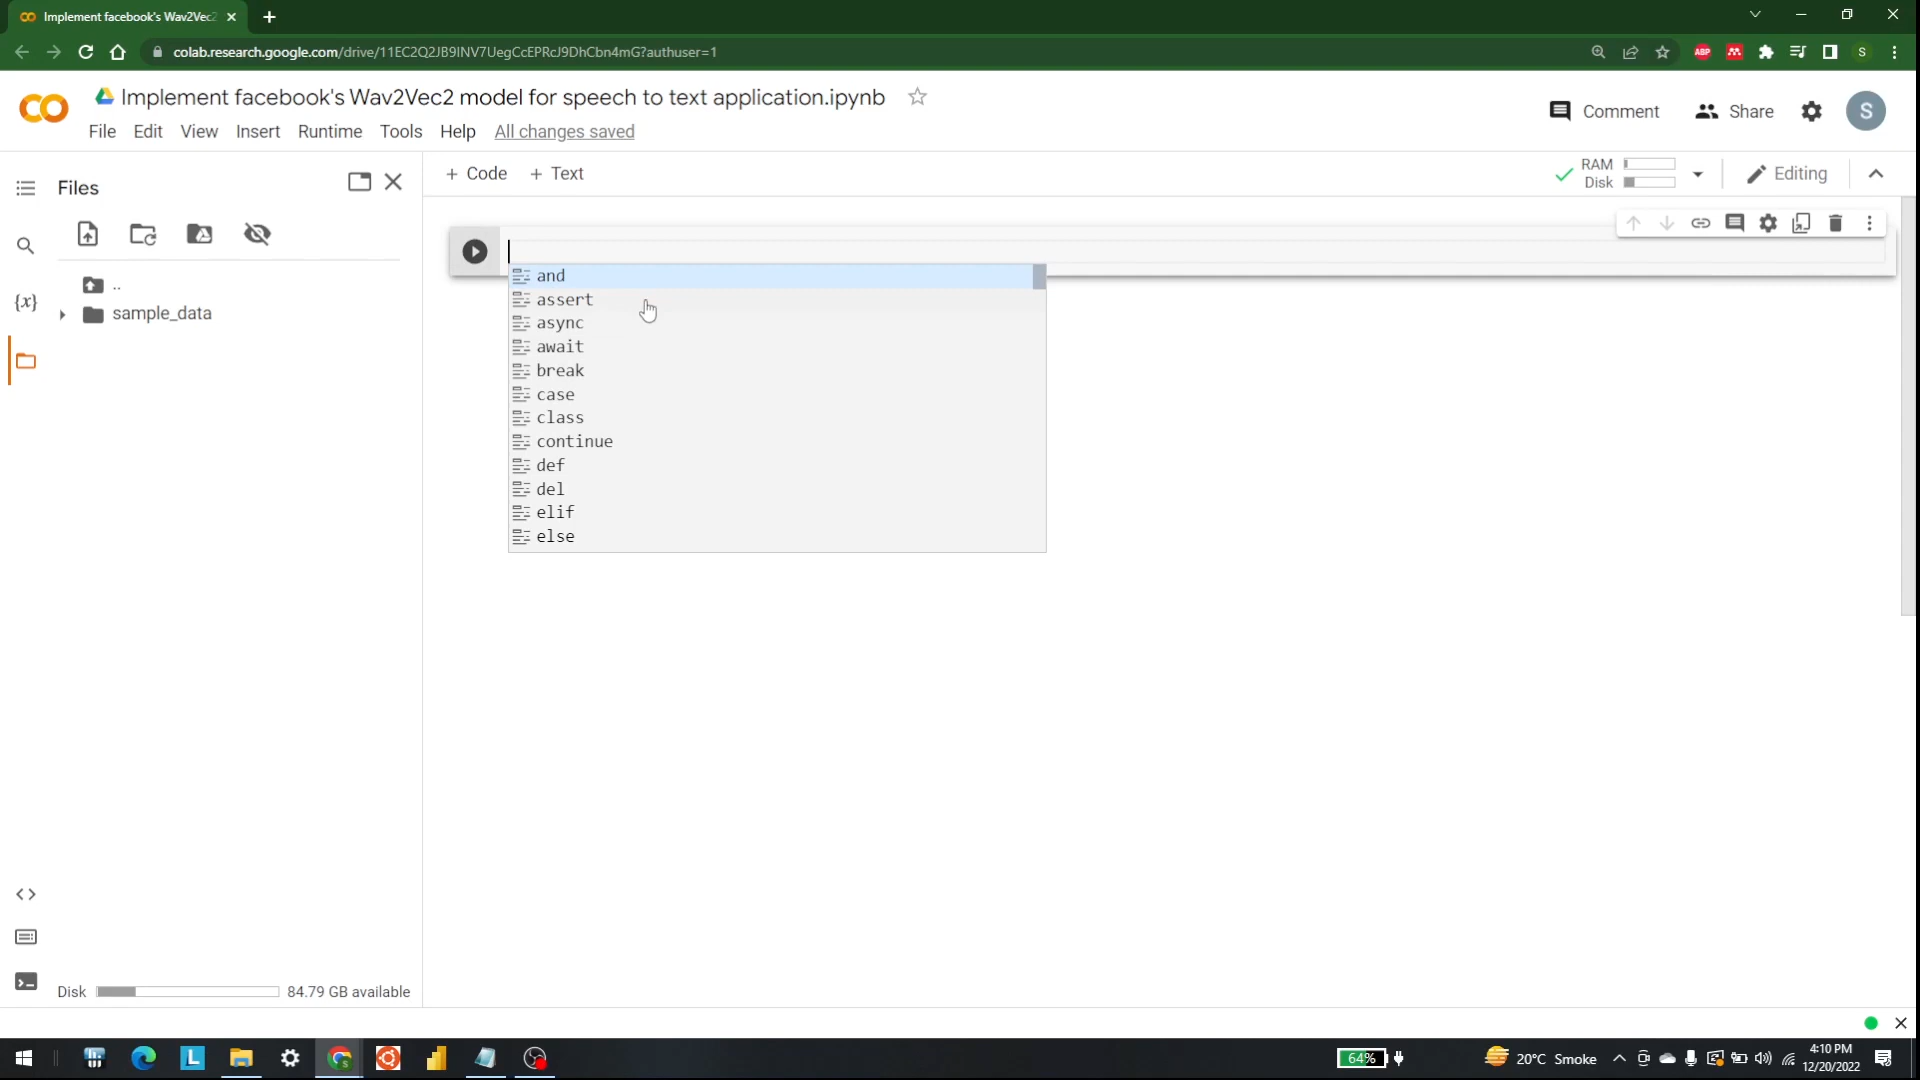 Implement facebook's Wav2Vec2
colab.research.google.com/drive/11EC2Q2JB9INV7UegCcEPRcJ9DhCbn4mG?authuser=1
ABP
S
Implement facebook's Wav2Vec2 model for speech to text application.ipynb
Comment
Share
S
File Edit View Insert Runtime Tools Help All changes saved
Files
+ Code + Text
RAM
Disk
Editing
..
{x}
sample_data
and
assert
async
await
break
case
class
continue
def
del
elif
else
Disk 84.79 GB available
L
64%
20°C Smoke
4:10 PM
12/20/2022